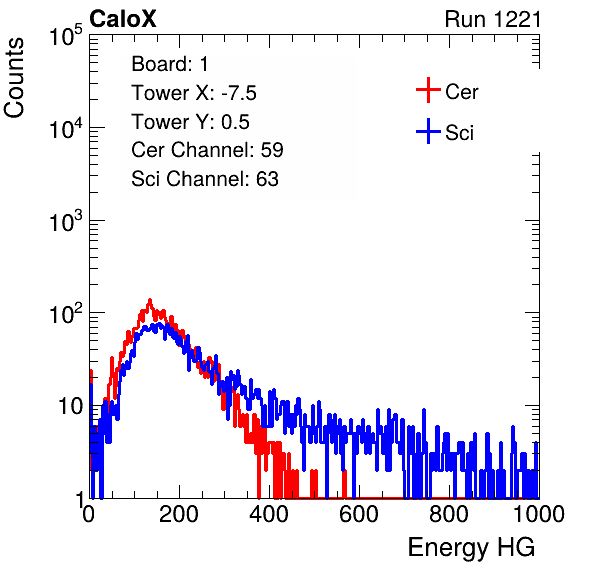 CaloX Run 1221
Counts
10^5
10^4
10^3
10^2
10
1
Board: 1
Tower X: -7.5
Tower Y: 0.5
Cer Channel: 59
Sci Channel: 63
Cer
Sci
0 200 400 600 800 1000
Energy HG